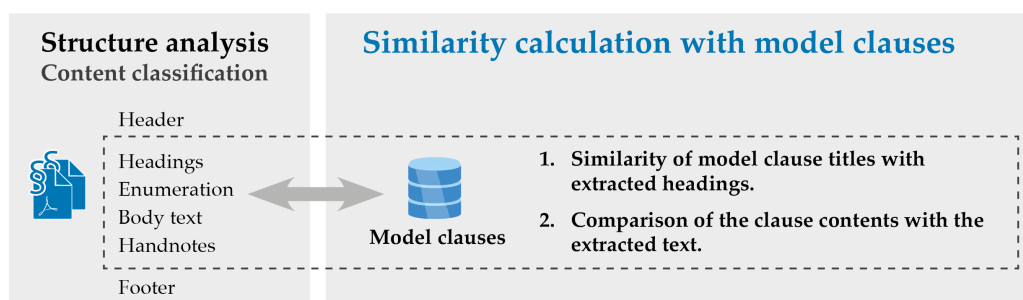 Structure analysis
Content classification
Header
Headings
Enumeration
Body text
Handnotes
Footer
§
§
Similarity calculation with model clauses
Model clauses
1. Similarity of model clause titles with
extracted headings.
2. Comparison of the clause contents with the
extracted text.